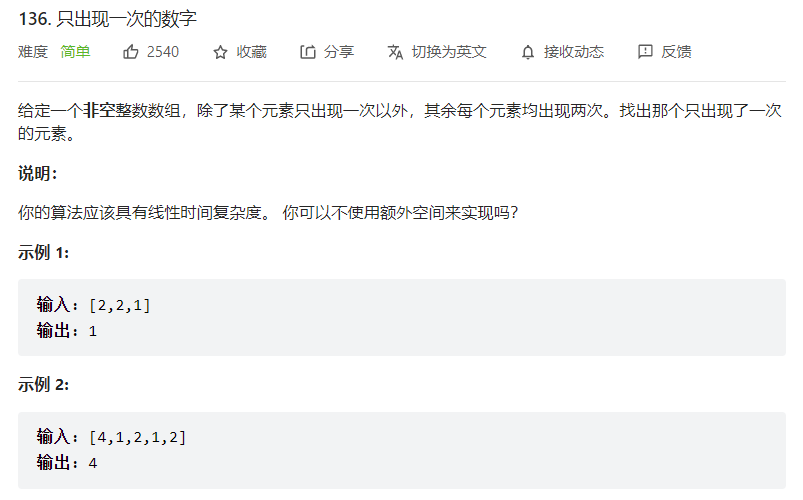 136. 只出现一次的数字
难度 简单 2540 收藏 分享 切换为英文 接收动态 反馈
给定一个非空整数数组，除了某个元素只出现一次以外，其余每个元素均出现两次。找出那个只出现了一次
的元素。
说明：
你的算法应该具有线性时间复杂度。 你可以不使用额外空间来实现吗？
示例 1:
输入: [2,2,1]
输出: 1
示例 2:
输入: [4,1,2,1,2]
输出: 4